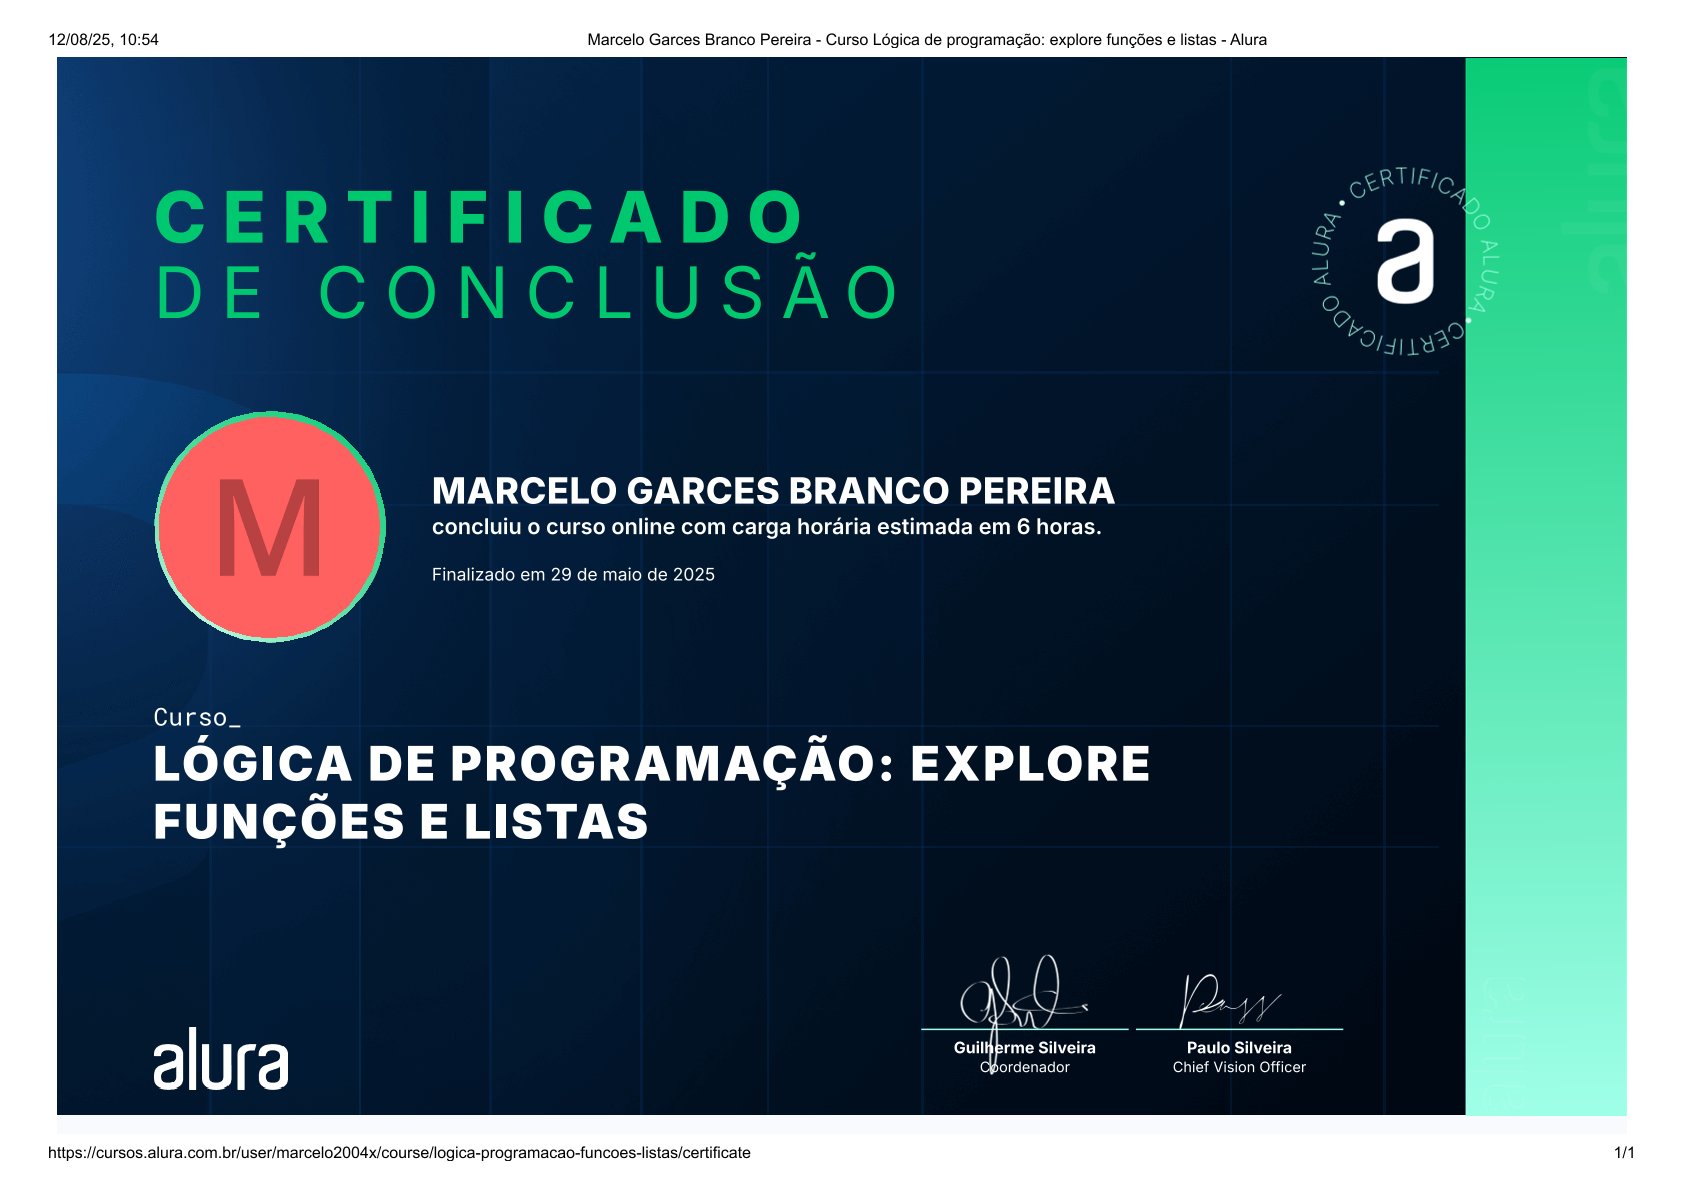 12/08/25, 10:54
Marcelo Garces Branco Pereira - Curso Lógica de programação: explore funções e listas - Alura
CERTIFICADO
DE CONCLUSÃO
• CERTIFICADO ALURA • CERTIFICADO ALURA
a
alura
M
MARCELO GARCES BRANCO PEREIRA
concluiu o curso online com carga horária estimada em 6 horas.
Finalizado em 29 de maio de 2025
Curso_
LÓGICA DE PROGRAMAÇÃO: EXPLORE
FUNÇÕES E LISTAS
alura
Guilherme Silveira
Coordenador
Paulo Silveira
Chief Vision Officer
alura
https://cursos.alura.com.br/user/marcelo2004x/course/logica-programacao-funcoes-listas/certificate
1/1